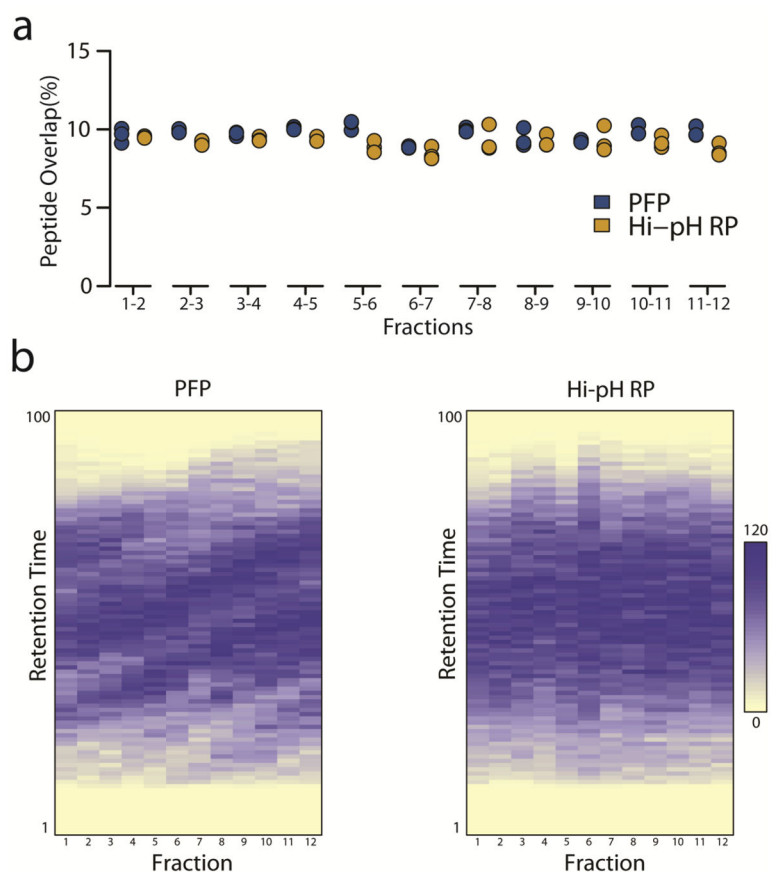 a
15
10
5
0
Peptide Overlap(%)
PFP
Hi–pH RP
1-2 2-3 3-4 4-5 5-6 6-7 7-8 8-9 9-10 10-11 11-12
Fractions
b
PFP
100
Retention Time
1
1 2 3 4 5 6 7 8 9 10 11 12
Fraction
Hi-pH RP
100
Retention Time
1
1 2 3 4 5 6 7 8 9 10 11 12
Fraction
120
0